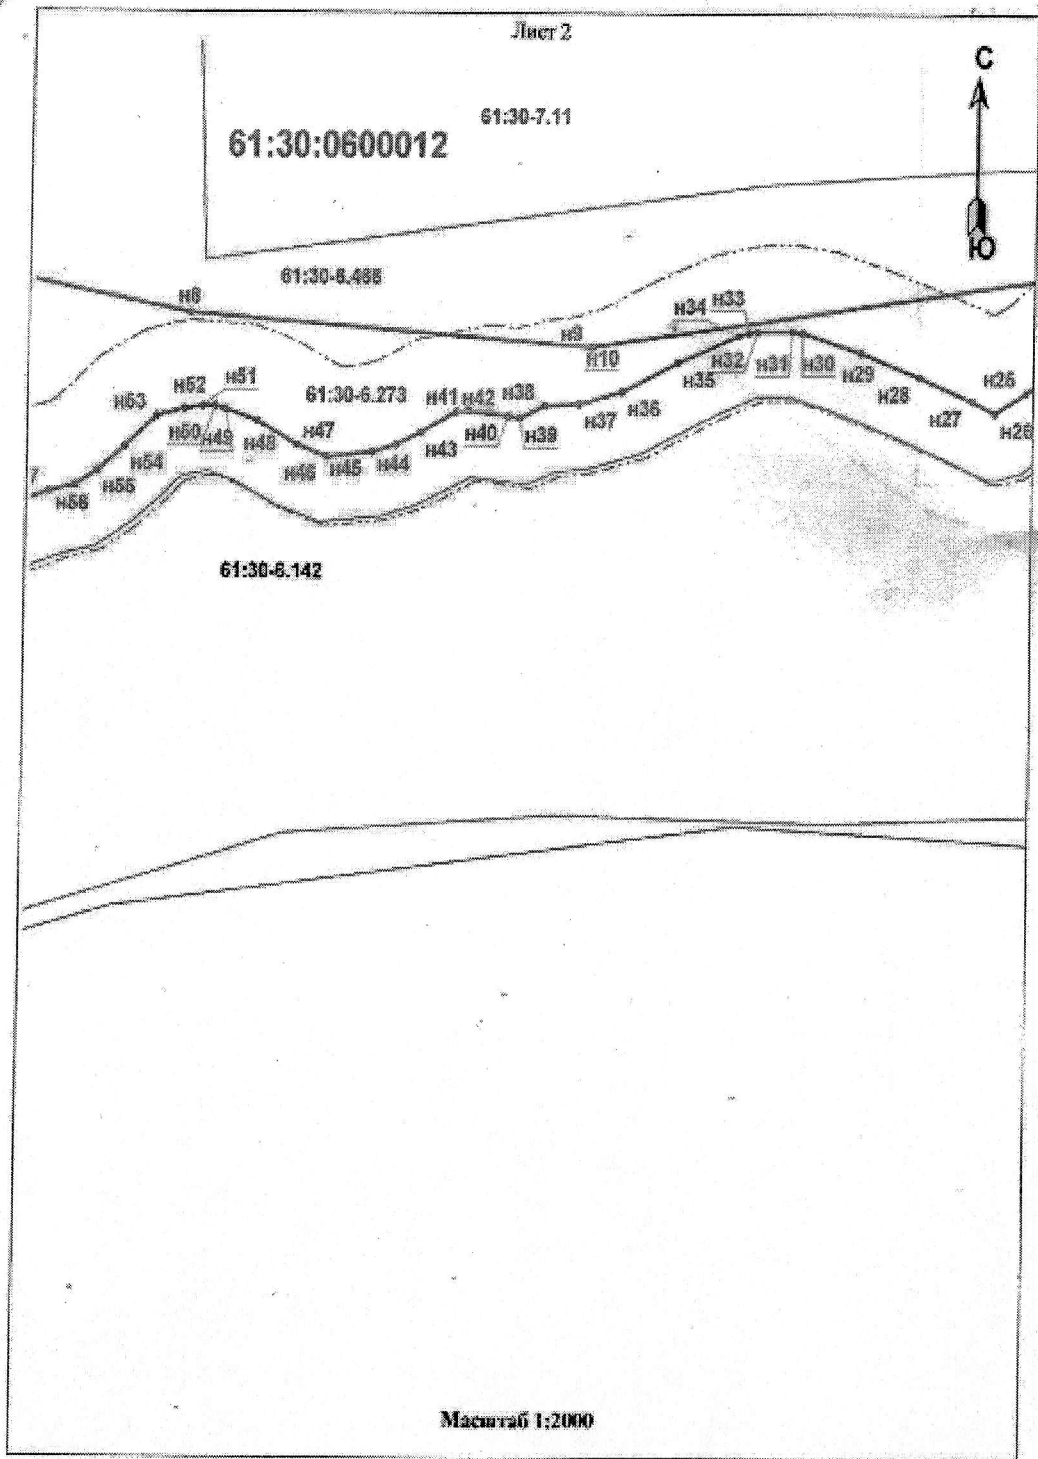 Лист 2
С
61:30-7.11
61:30:0600012
Ю
61:30-6.466
н8
н33
н34
н9
н10
н32
н31
н30
н29
н35
н28
н27
н25
н26
н51
н52
н53
61:30-6.273
н41
н42
н38
н37
н36
н50
н49
н48
н47
н40
н39
н43
н44
н45
н46
н54
н55
н56
7
61:30-6.142
Масштаб 1:2000